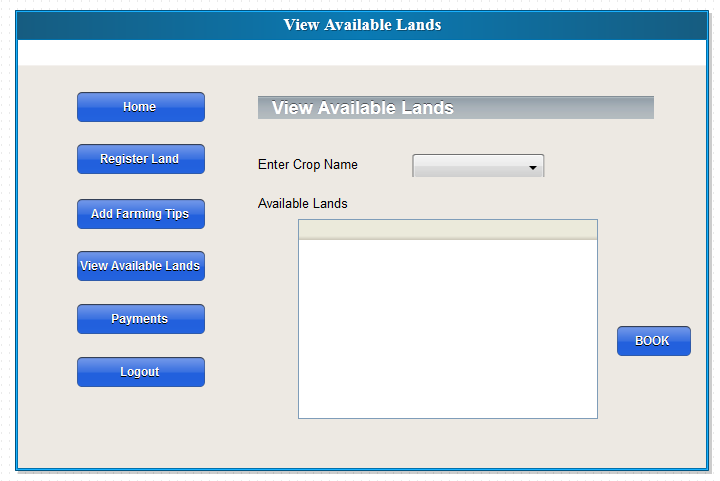 View Available Lands
Home
Register Land
Add Farming Tips
View Available Lands
Payments
Logout
View Available Lands
Enter Crop Name
Available Lands
BOOK